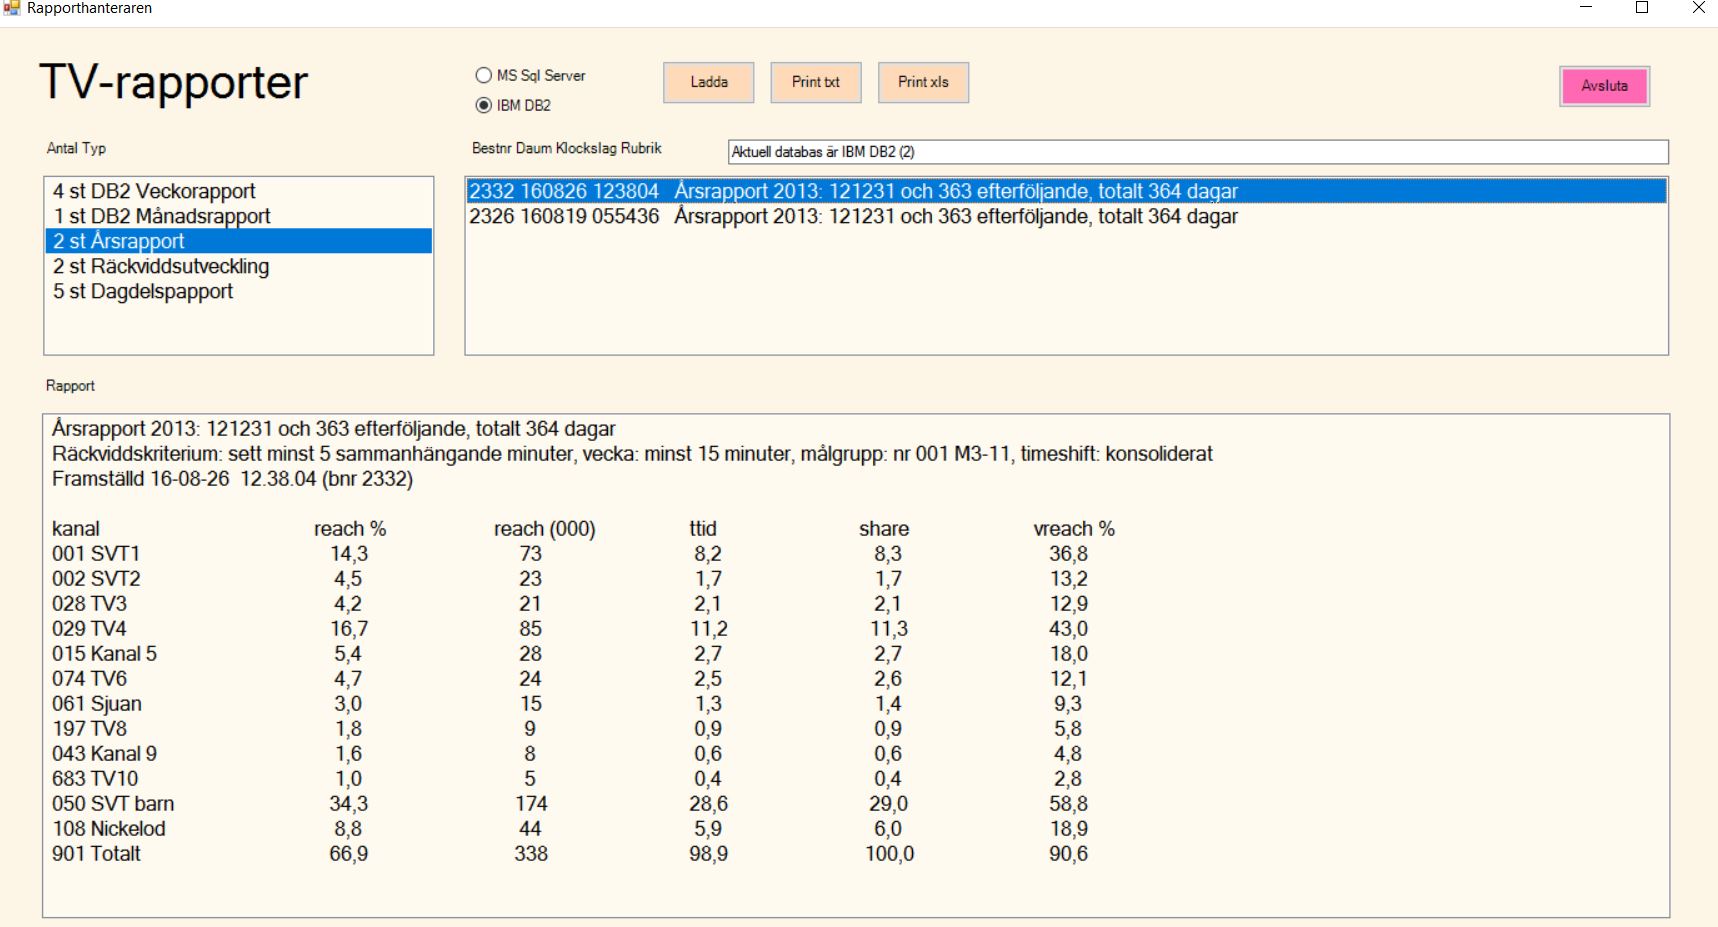 Rapporthanteraren
TV-rapporter
MS Sql Server
IBM DB2
Ladda
Print txt
Print xls
Avsluta
Antal Typ
Bestnr Daum Klockslag Rubrik
Aktuell databas är IBM DB2 (2)
4 st DB2 Veckorapport
1 st DB2 Månadsrapport
2 st Årsrapport
2 st Räckviddsutveckling
5 st Dagdelspapport
2332 160826 123804 Årsrapport 2013: 121231 och 363 efterföljande, totalt 364 dagar
2326 160819 055436 Årsrapport 2013: 121231 och 363 efterföljande, totalt 364 dagar
Rapport
Årsrapport 2013: 121231 och 363 efterföljande, totalt 364 dagar
Räckviddskriterium: sett minst 5 sammanhängande minuter, vecka: minst 15 minuter, målgrupp: nr 001 M3-11, timeshift: konsoliderat
Framställd 16-08-26 12.38.04 (bnr 2332)
kanal reach % reach (000) ttid share vreach %
001 SVT1 14,3 73 8,2 8,3 36,8
002 SVT2 4,5 23 1,7 1,7 13,2
028 TV3 4,2 21 2,1 2,1 12,9
029 TV4 16,7 85 11,2 11,3 43,0
015 Kanal 5 5,4 28 2,7 2,7 18,0
074 TV6 4,7 24 2,5 2,6 12,1
061 Sjuan 3,0 15 1,3 1,4 9,3
197 TV8 1,8 9 0,9 0,9 5,8
043 Kanal 9 1,6 8 0,6 0,6 4,8
683 TV10 1,0 5 0,4 0,4 2,8
050 SVT barn 34,3 174 28,6 29,0 58,8
108 Nickelod 8,8 44 5,9 6,0 18,9
901 Totalt 66,9 338 98,9 100,0 90,6